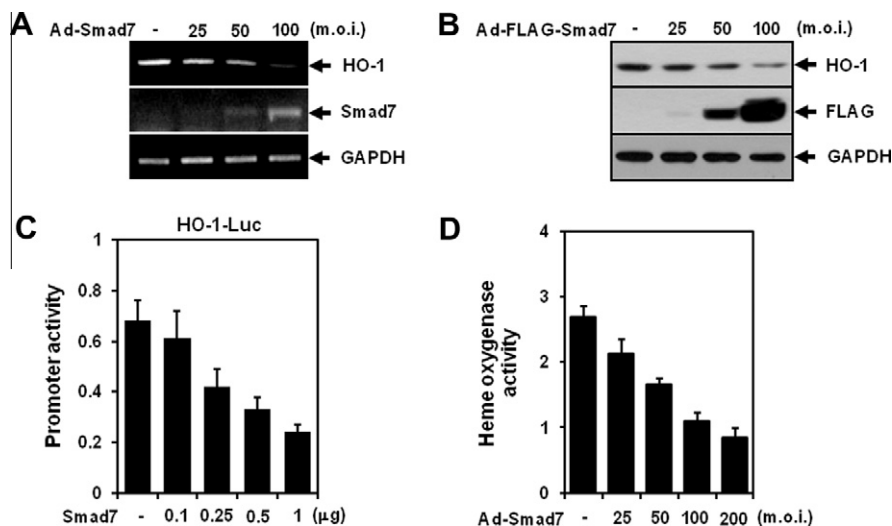 A
Ad-Smad7 - 25 50 100 (m.o.i.)
HO-1
Smad7
GAPDH
B
Ad-FLAG-Smad7 - 25 50 100 (m.o.i.)
HO-1
FLAG
GAPDH
C
HO-1-Luc
Promoter activity
1
0.8
0.6
0.4
0.2
0
Smad7 - 0.1 0.25 0.5 1 (μg)
D
Heme oxygenase
activity
4
3
2
1
0
Ad-Smad7 - 25 50 100 200 (m.o.i.)